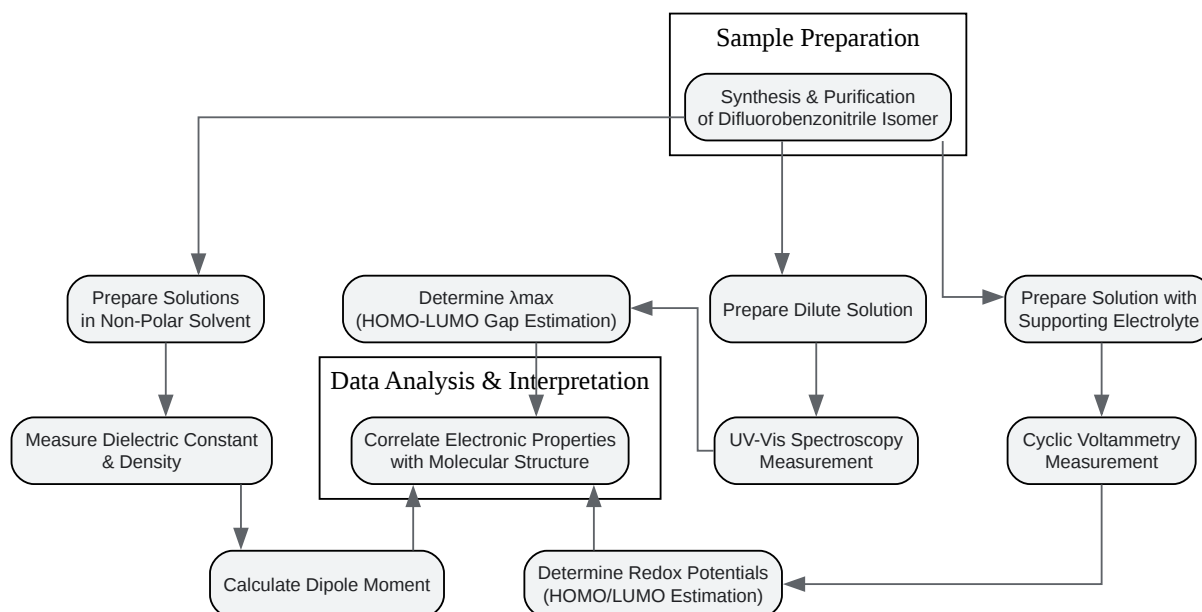 Sample Preparation
Synthesis & Purification
of Difluorobenzonitrile Isomer
Prepare Solutions
in Non-Polar Solvent
Determine λmax
(HOMO-LUMO Gap Estimation)
Prepare Dilute Solution
Prepare Solution with
Supporting Electrolyte
Data Analysis & Interpretation
Measure Dielectric Constant
& Density
Correlate Electronic Properties
with Molecular Structure
UV-Vis Spectroscopy
Measurement
Cyclic Voltammetry
Measurement
Calculate Dipole Moment
Determine Redox Potentials
(HOMO/LUMO Estimation)